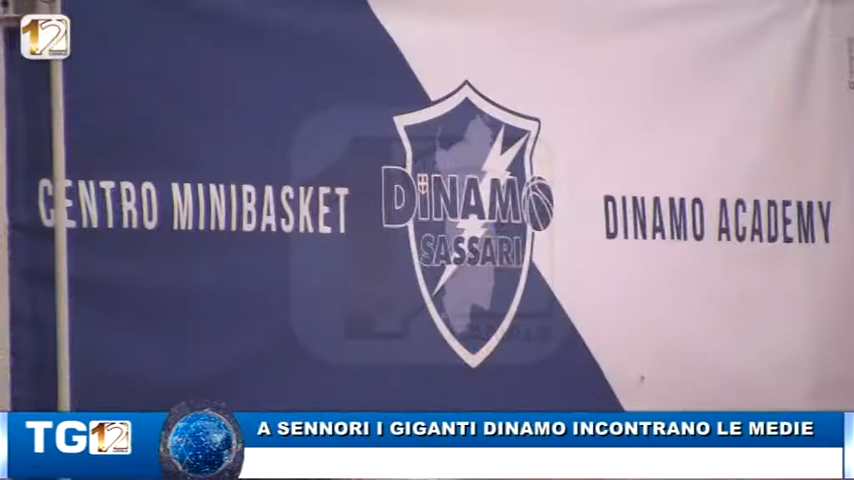 12
CENTRO MINIBASKET
DINAMO
SASSARI
DINAMO ACADEMY
TG12
A SENNORI I GIGANTI DINAMO INCONTRANO LE MEDIE